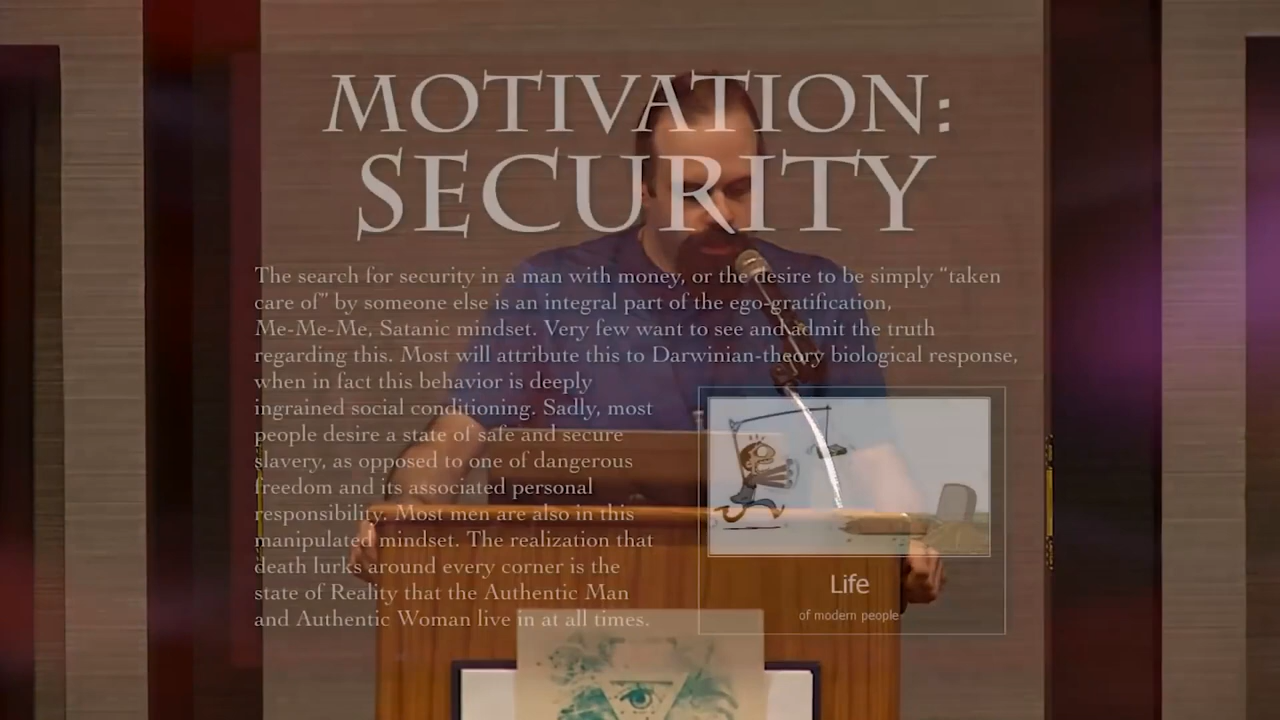 MOTIVATION:
SECURITY
The search for security in a man with money, or the desire to be simply “taken
care of” by someone else is an integral part of the ego-gratification,
Me-Me-Me, Satanic mindset. Very few want to see and admit the truth
regarding this. Most will attribute this to Darwinian-theory biological response,
when in fact this behavior is deeply
ingrained social conditioning. Sadly, most
people desire a state of safe and secure
slavery, as opposed to one of dangerous
freedom and its associated personal
responsibility. Most men are also in this
manipulated mindset. The realization that
death lurks around every corner is the
state of Reality that the Authentic Man
and Authentic Woman live in at all times.
Life
of modern people